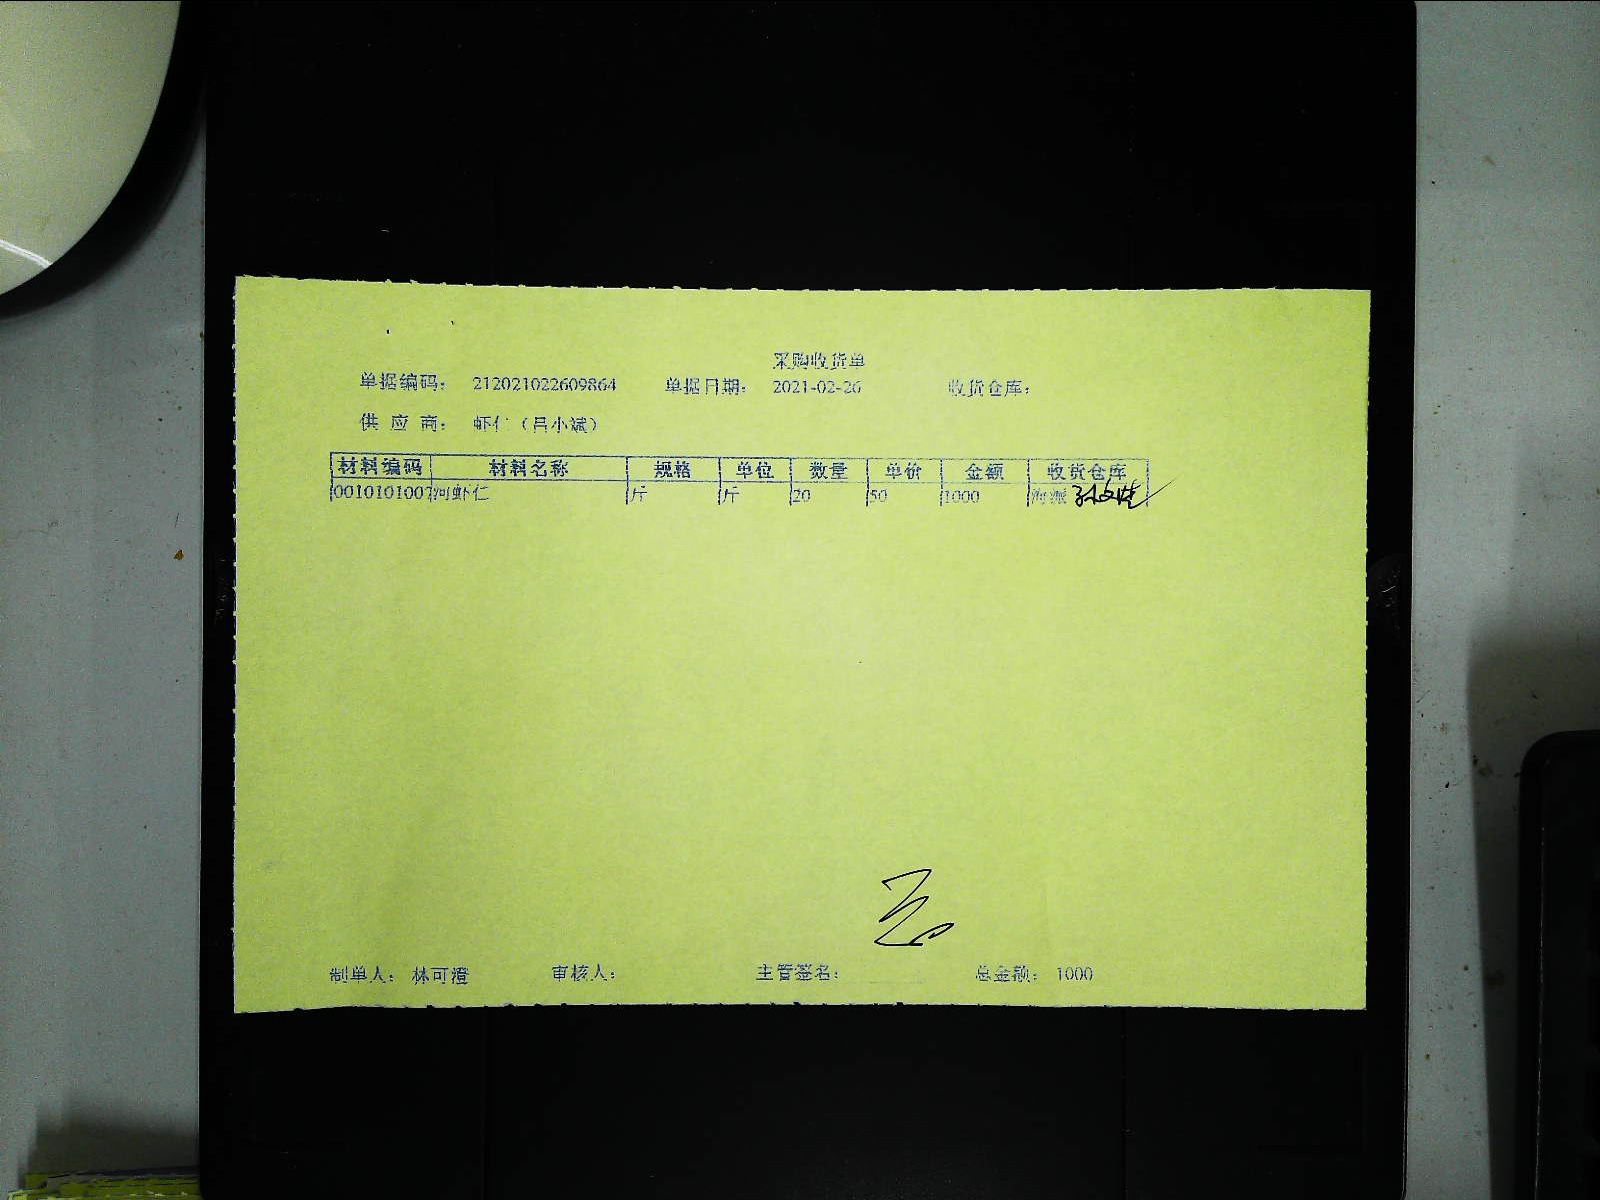 采购收货单
单据编码： 212021022609864 单据日期： 2021-02-26 收货仓库：
供应商： 虾仁（吕小斌）
材料编码 材料名称 规格 单位 数量 单价 金额 收货仓库
0010101007 河虾仁 斤 斤 20 50 1000 海派
制单人： 林可澄 审核人： 主管签名： 总金额： 1000